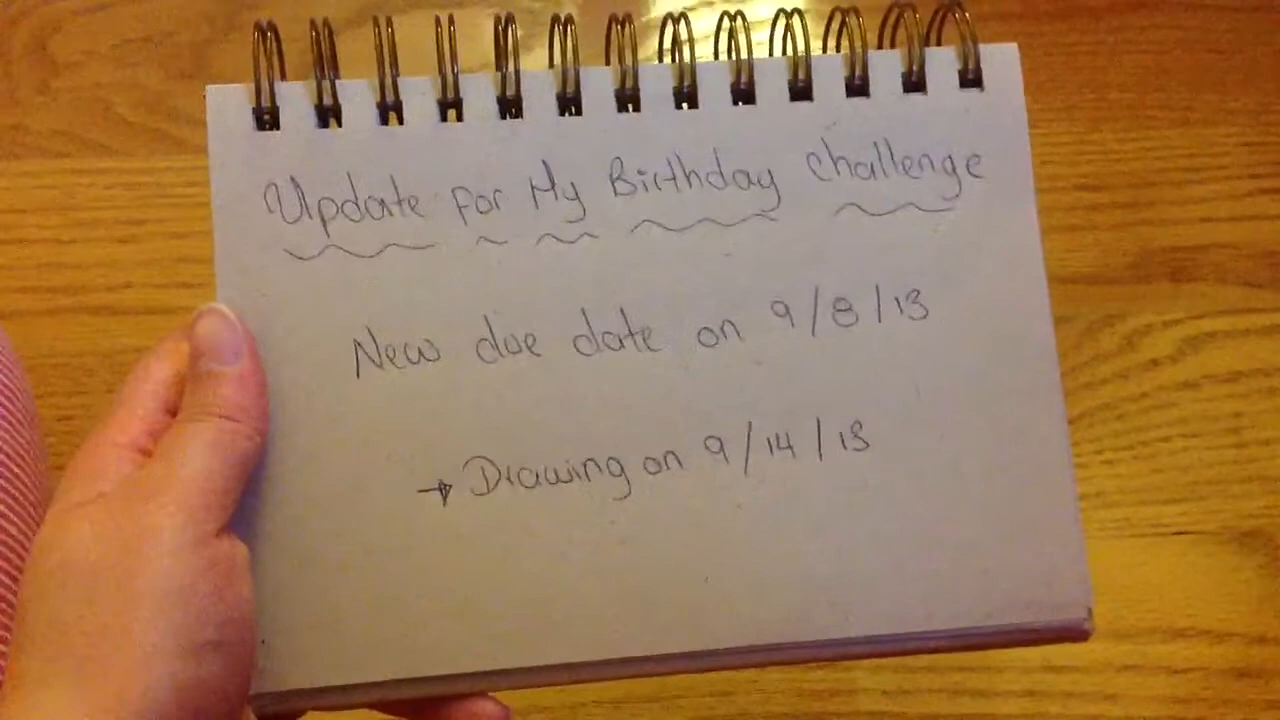 Update for My Birthday Challenge
New due date on 9/8/13
→ Drawing on 9/14/13